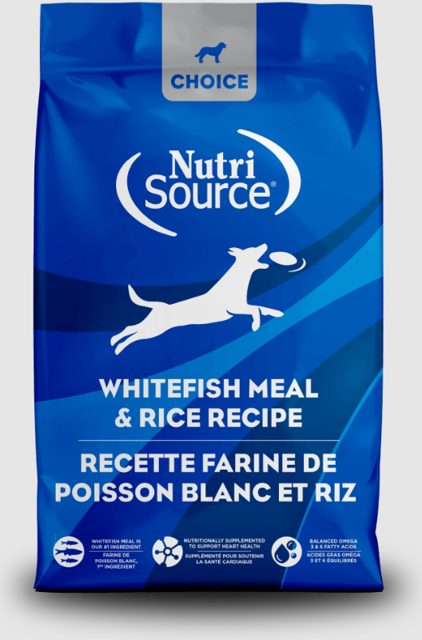 CHOICE
Nutri
Source®
WHITEFISH MEAL
& RICE RECIPE
RECETTE FARINE DE
POISSON BLANC ET RIZ
WHITEFISH MEAL IS
OUR #1 INGREDIENT
FARINE DE
POISSON BLANC,
1ER INGRÉDIENT
NUTRITIONALLY SUPPLEMENTED
TO SUPPORT HEART HEALTH
SUPPLÉMENTÉ POUR SOUTENIR
LA SANTÉ CARDIAQUE
BALANCED OMEGA
3 & 6 FATTY ACIDS
ACIDES GRAS OMÉGA
3 ET 6 ÉQUILIBRÉS